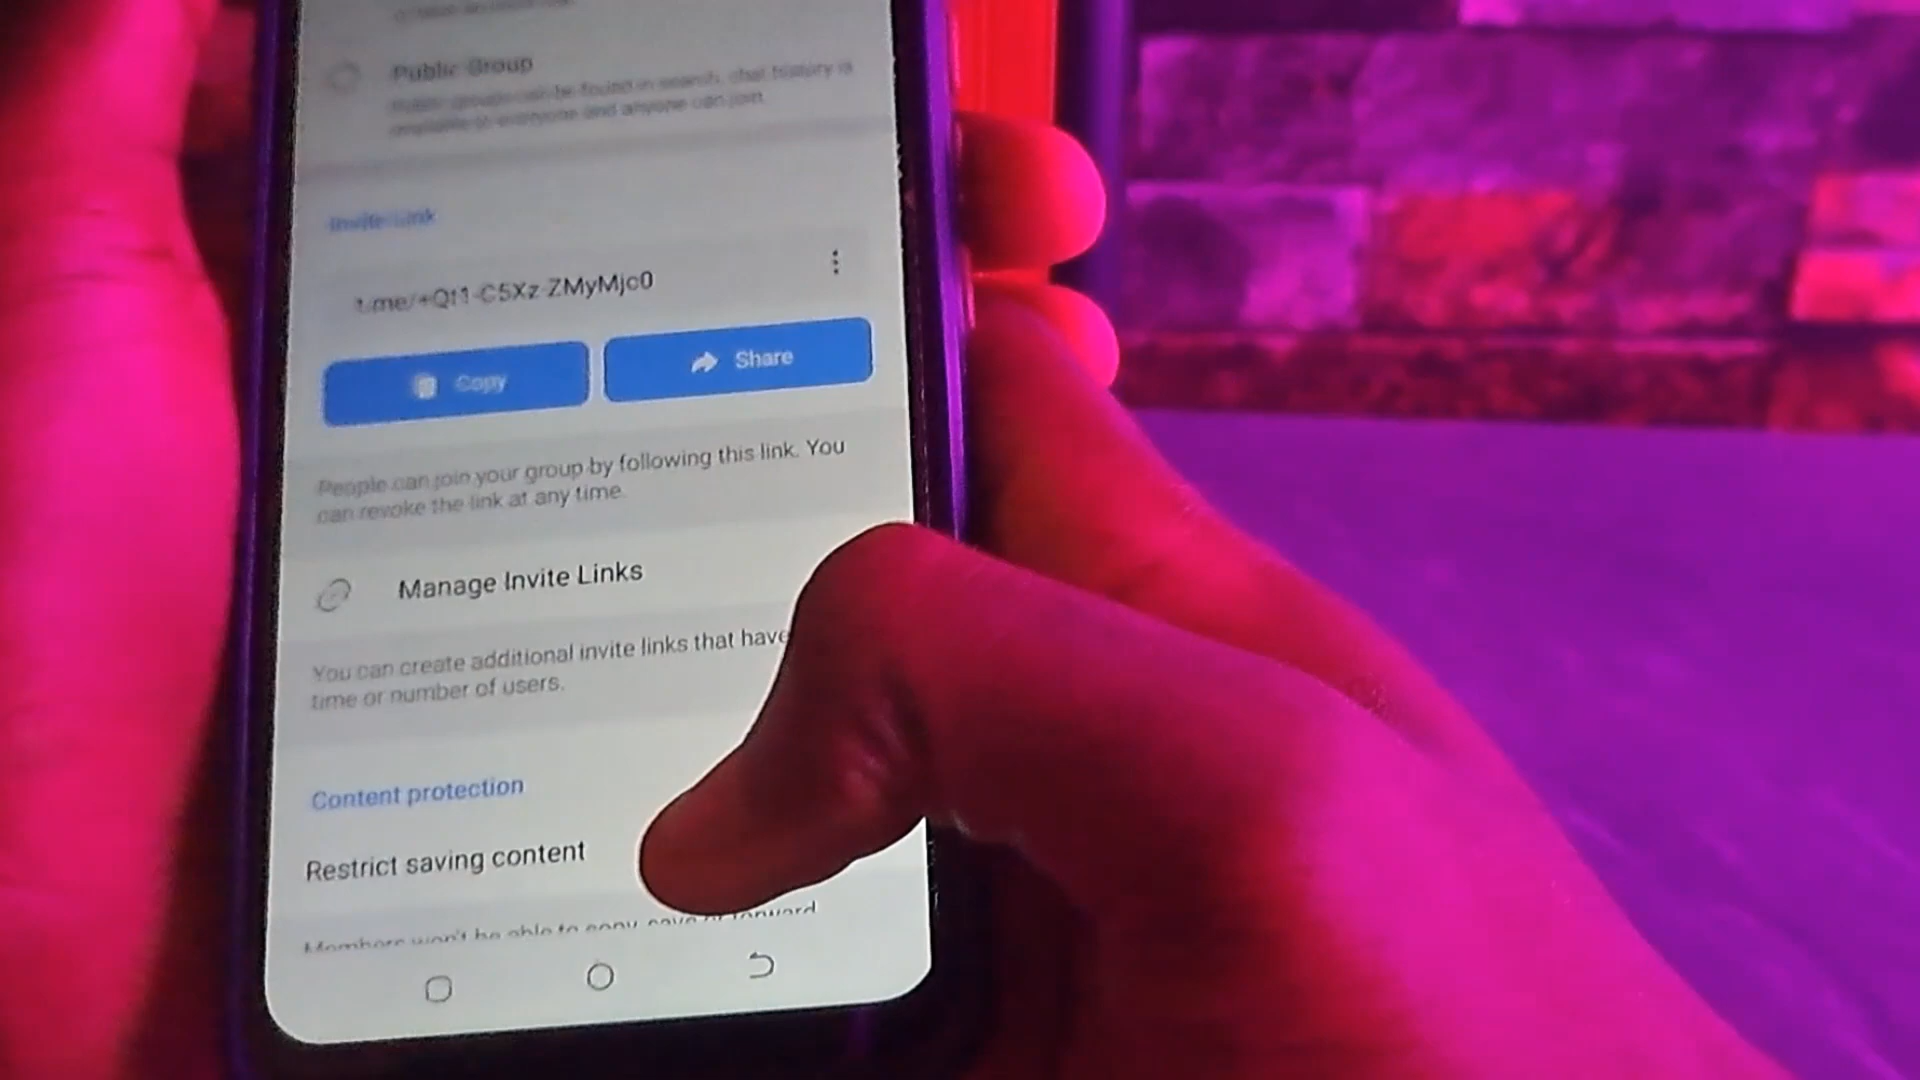 Public Group
Public groups can be found in search, chat history is
available to everyone and anyone can join.
Invite Link
t.me/+Qt1-C5Xz-ZMyMjc0
Copy
Share
People can join your group by following this link. You
can revoke the link at any time.
Manage Invite Links
You can create additional invite links that have
time or number of users.
Content protection
Restrict saving content
Members won't be able to copy, save or forward